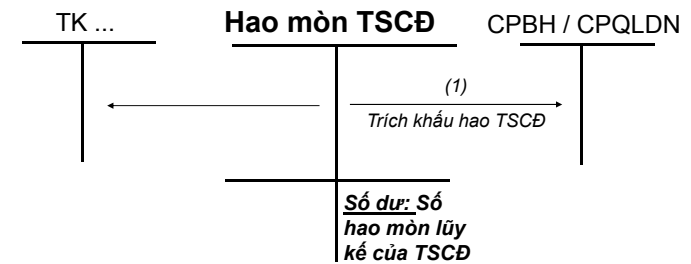 TK ...
Hao mòn TSCĐ
CPBH / CPQLDN
(1)
Trích khấu hao TSCĐ
Số dư: Số
hao mòn lũy
kế của TSCĐ